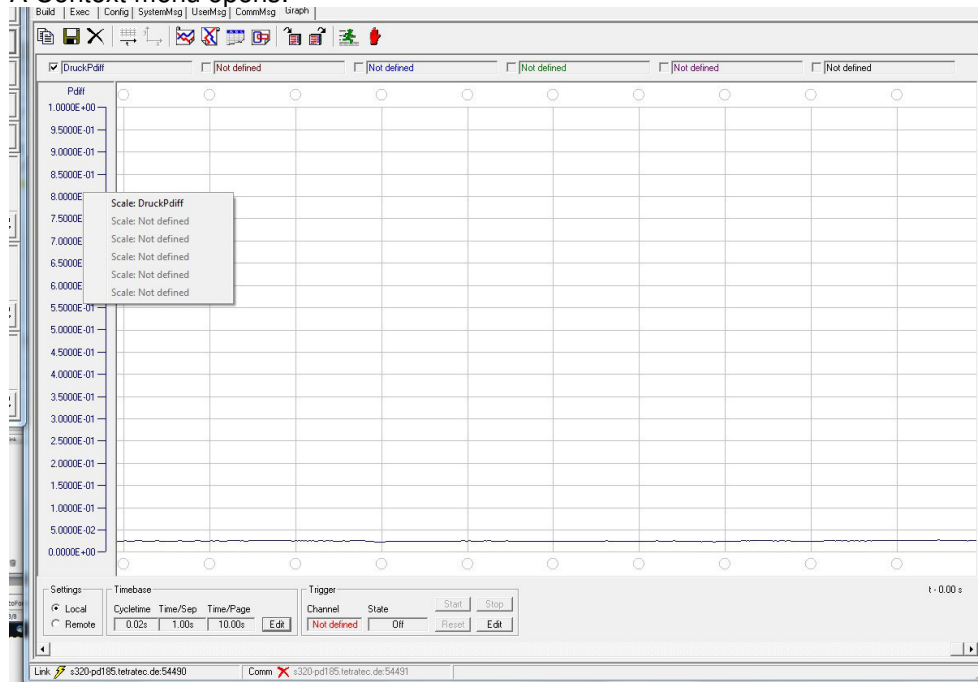 A Context menu opens.
Build Exec Config SystemMsg UserMsg CommMsg Graph
DruckPdiff Not defined Not defined Not defined Not defined Not defined
Pdiff
1.0000E+00
9.5000E-01
9.0000E-01
8.5000E-01
8.0000E
Scale: DruckPdiff
7.5000E
Scale: Not defined
7.0000E
Scale: Not defined
6.5000E
Scale: Not defined
6.0000E
Scale: Not defined
Scale: Not defined
5.5000E-01
5.0000E-01
4.5000E-01
4.0000E-01
3.5000E-01
3.0000E-01
2.5000E-01
2.0000E-01
1.5000E-01
1.0000E-01
5.0000E-02
0.0000E+00
Settings Timebase Trigger t - 0.00 s
Local Cycletime Time/Sep Time/Page Channel State Start Stop
Remote 0.02s 1.00s 10.00s Edit Not defined Off Reset Edit
Link s320-pd185.tetratec.de:54490 Comm s320-pd185.tetratec.de:54491